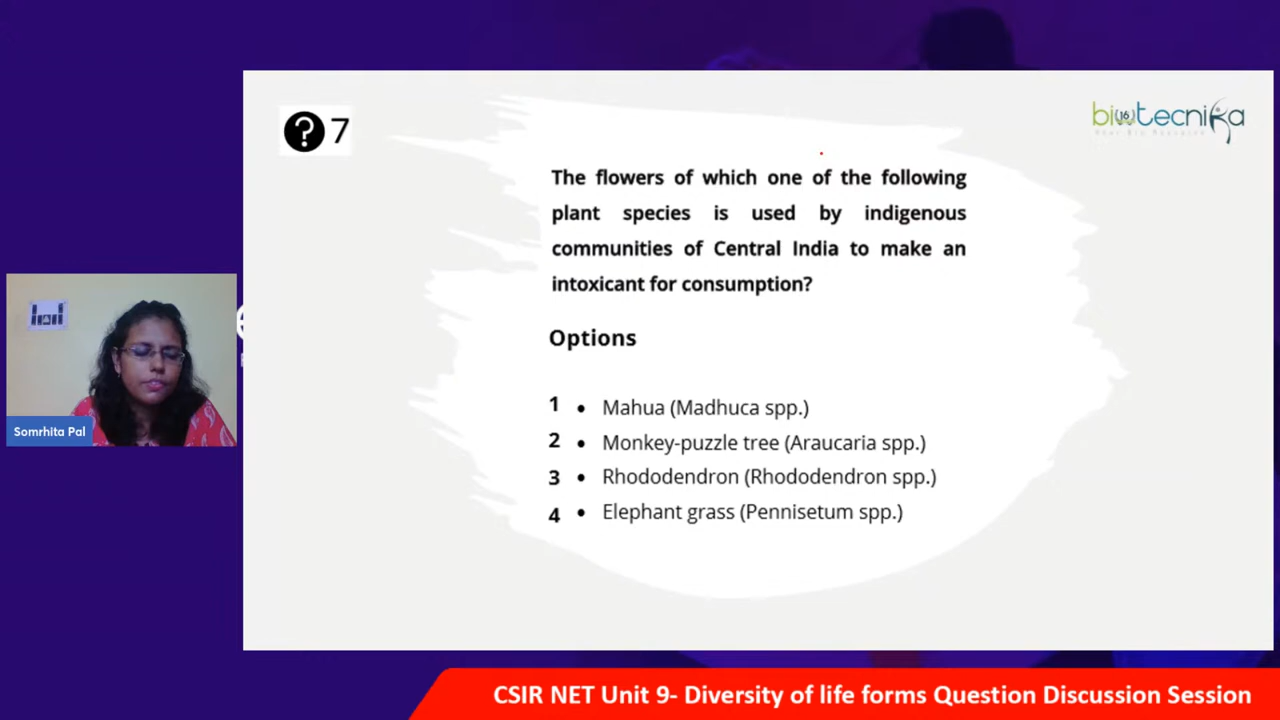 ? 7
biotecnika
The flowers of which one of the following
plant species is used by indigenous
communities of Central India to make an
intoxicant for consumption?
Options
1 • Mahua (Madhuca spp.)
2 • Monkey-puzzle tree (Araucaria spp.)
3 • Rhododendron (Rhododendron spp.)
4 • Elephant grass (Pennisetum spp.)
Somrhita Pal
CSIR NET Unit 9- Diversity of life forms Question Discussion Session